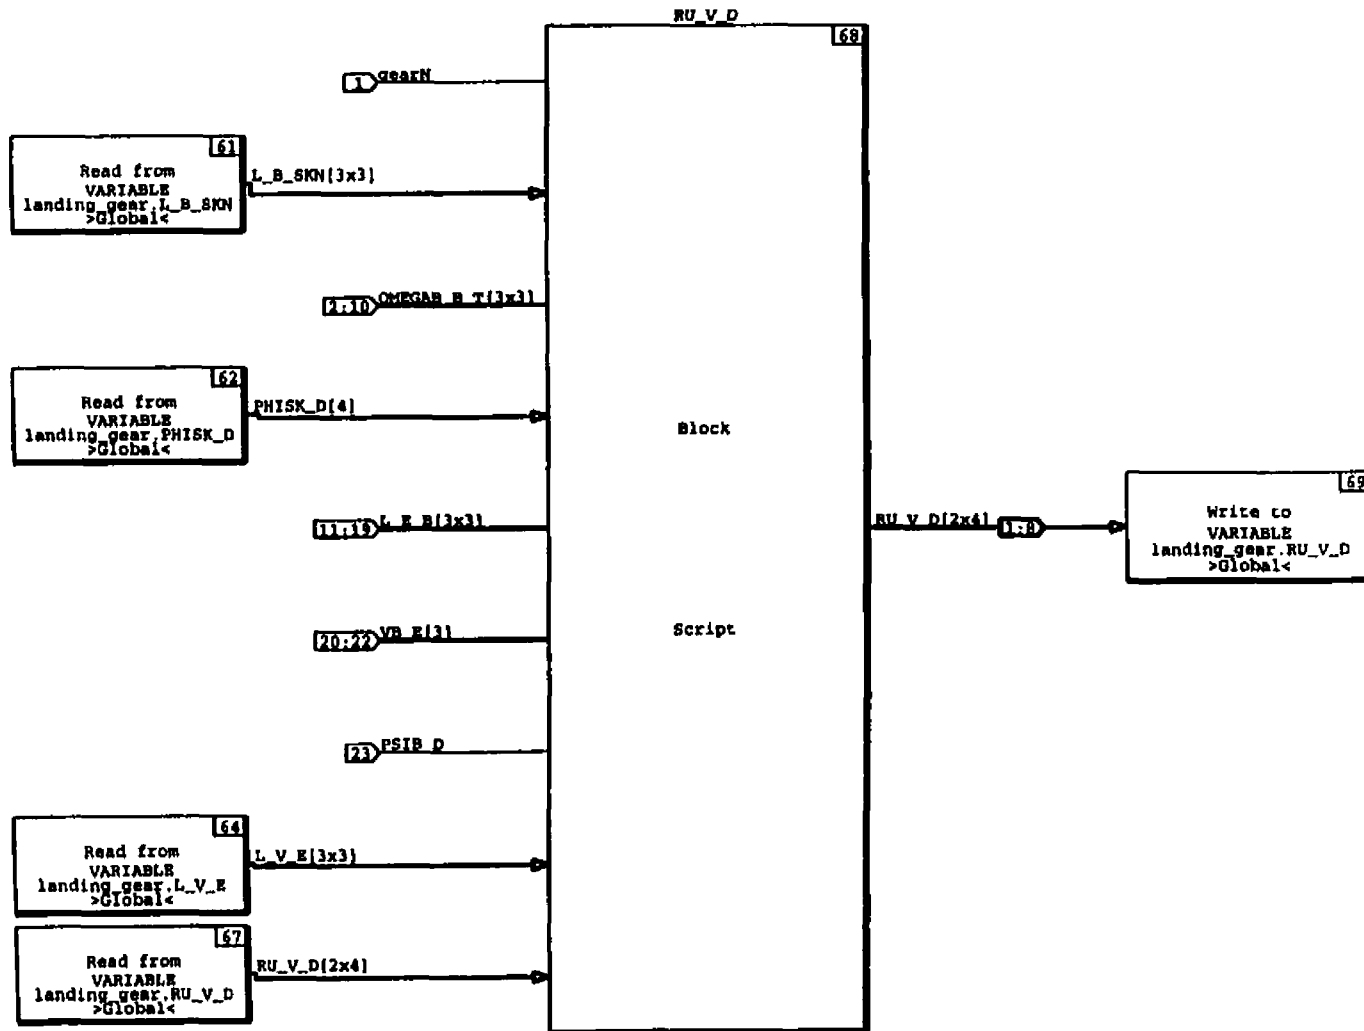 RU_V_D
68
1 gearN
61
Read from
VARIABLE
landing_gear.L_B_SKN
>Global<
L_B_SKN[3x3]
2:10 OMEGAB_B_T[3x3]
62
Read from
VARIABLE
landing_gear.PHISK_D
>Global<
PHISK_D[4]
Block
11:19 L_E_B[3x3]
RU_V_D[2x4] 1:8
69
Write to
VARIABLE
landing_gear.RU_V_D
>Global<
20:22 VB_E[3]
Script
23 PSIB_D
64
Read from
VARIABLE
landing_gear.L_V_E
>Global<
L_V_E[3x3]
67
Read from
VARIABLE
landing_gear.RU_V_D
>Global<
RU_V_D[2x4]